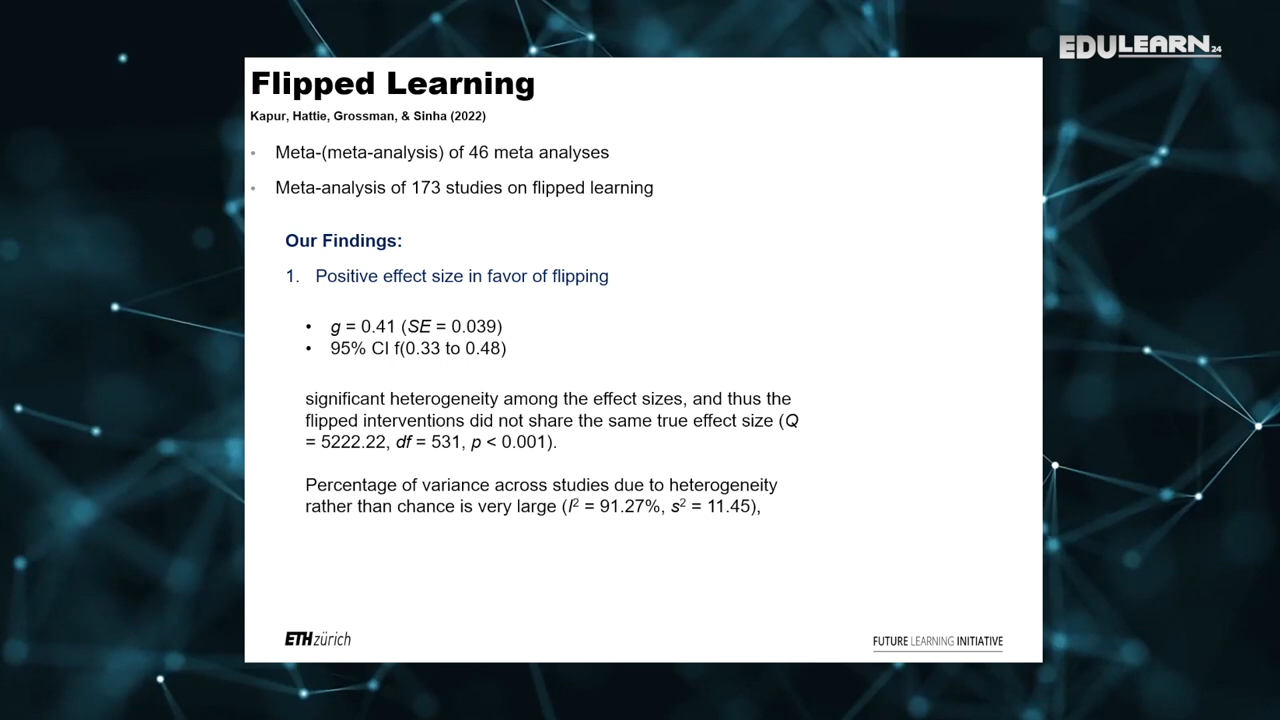 EDULEARN24
Flipped Learning
Kapur, Hattie, Grossman, & Sinha (2022)
• Meta-(meta-analysis) of 46 meta analyses
• Meta-analysis of 173 studies on flipped learning
Our Findings:
1. Positive effect size in favor of flipping
• g = 0.41 (SE = 0.039)
• 95% CI f(0.33 to 0.48)
significant heterogeneity among the effect sizes, and thus the
flipped interventions did not share the same true effect size (Q
= 5222.22, df = 531, p < 0.001).
Percentage of variance across studies due to heterogeneity
rather than chance is very large (I² = 91.27%, s² = 11.45),
ETHzürich
FUTURE LEARNING INITIATIVE